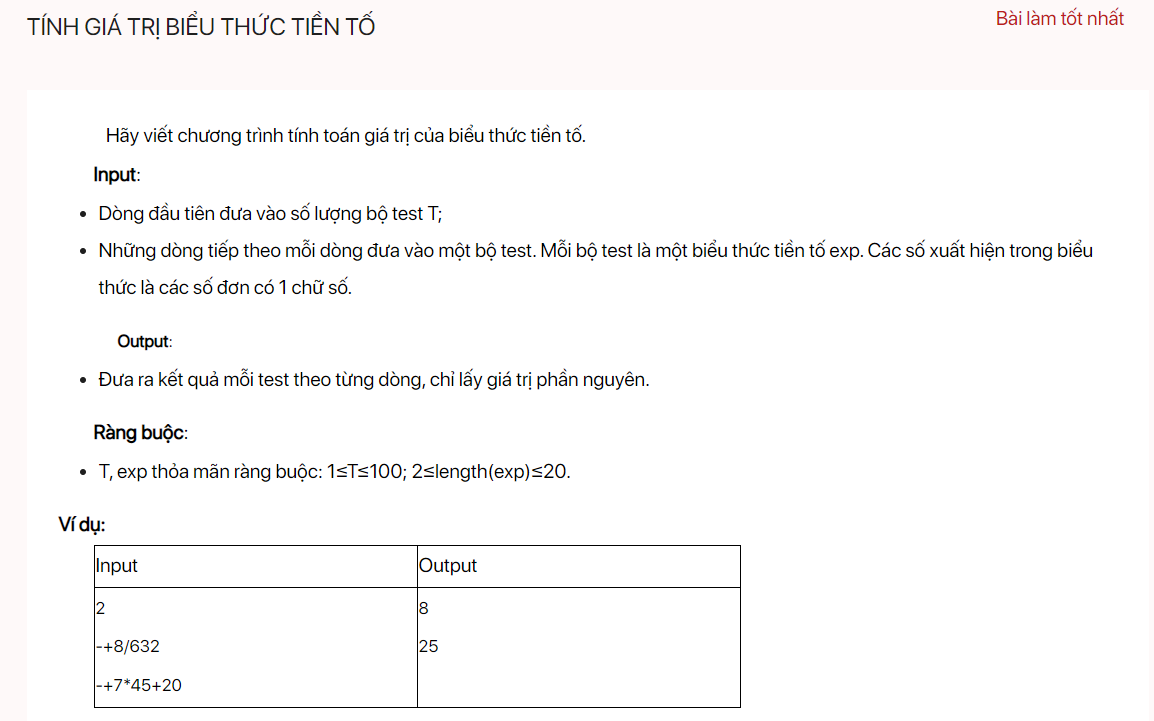 TÍNH GIÁ TRỊ BIỂU THỨC TIỀN TỐ
Bài làm tốt nhất
Hãy viết chương trình tính toán giá trị của biểu thức tiền tố.
Input:
• Dòng đầu tiên đưa vào số lượng bộ test T;
• Những dòng tiếp theo mỗi dòng đưa vào một bộ test. Mỗi bộ test là một biểu thức tiền tố exp. Các số xuất hiện trong biểu
thức là các số đơn có 1 chữ số.
Output:
• Đưa ra kết quả mỗi test theo từng dòng, chỉ lấy giá trị phần nguyên.
Ràng buộc:
• T, exp thỏa mãn ràng buộc: 1≤T≤100; 2≤length(exp)≤20.
Ví dụ:
Input Output
2 8
-+8/632 25
-+7*45+20